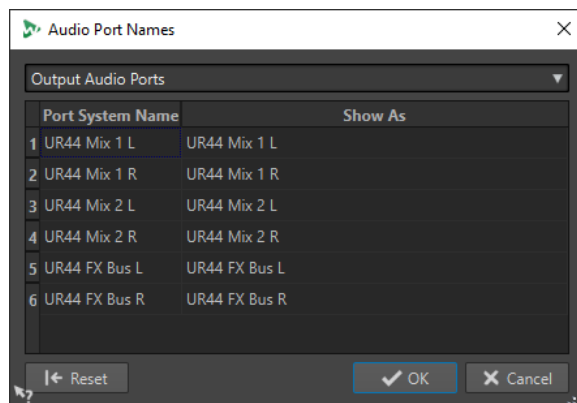 Audio Port Names
Output Audio Ports
Port System Name Show As
1 UR44 Mix 1 L UR44 Mix 1 L
2 UR44 Mix 1 R UR44 Mix 1 R
3 UR44 Mix 2 L UR44 Mix 2 L
4 UR44 Mix 2 R UR44 Mix 2 R
5 UR44 FX Bus L UR44 FX Bus L
6 UR44 FX Bus R UR44 FX Bus R
Reset OK Cancel
?